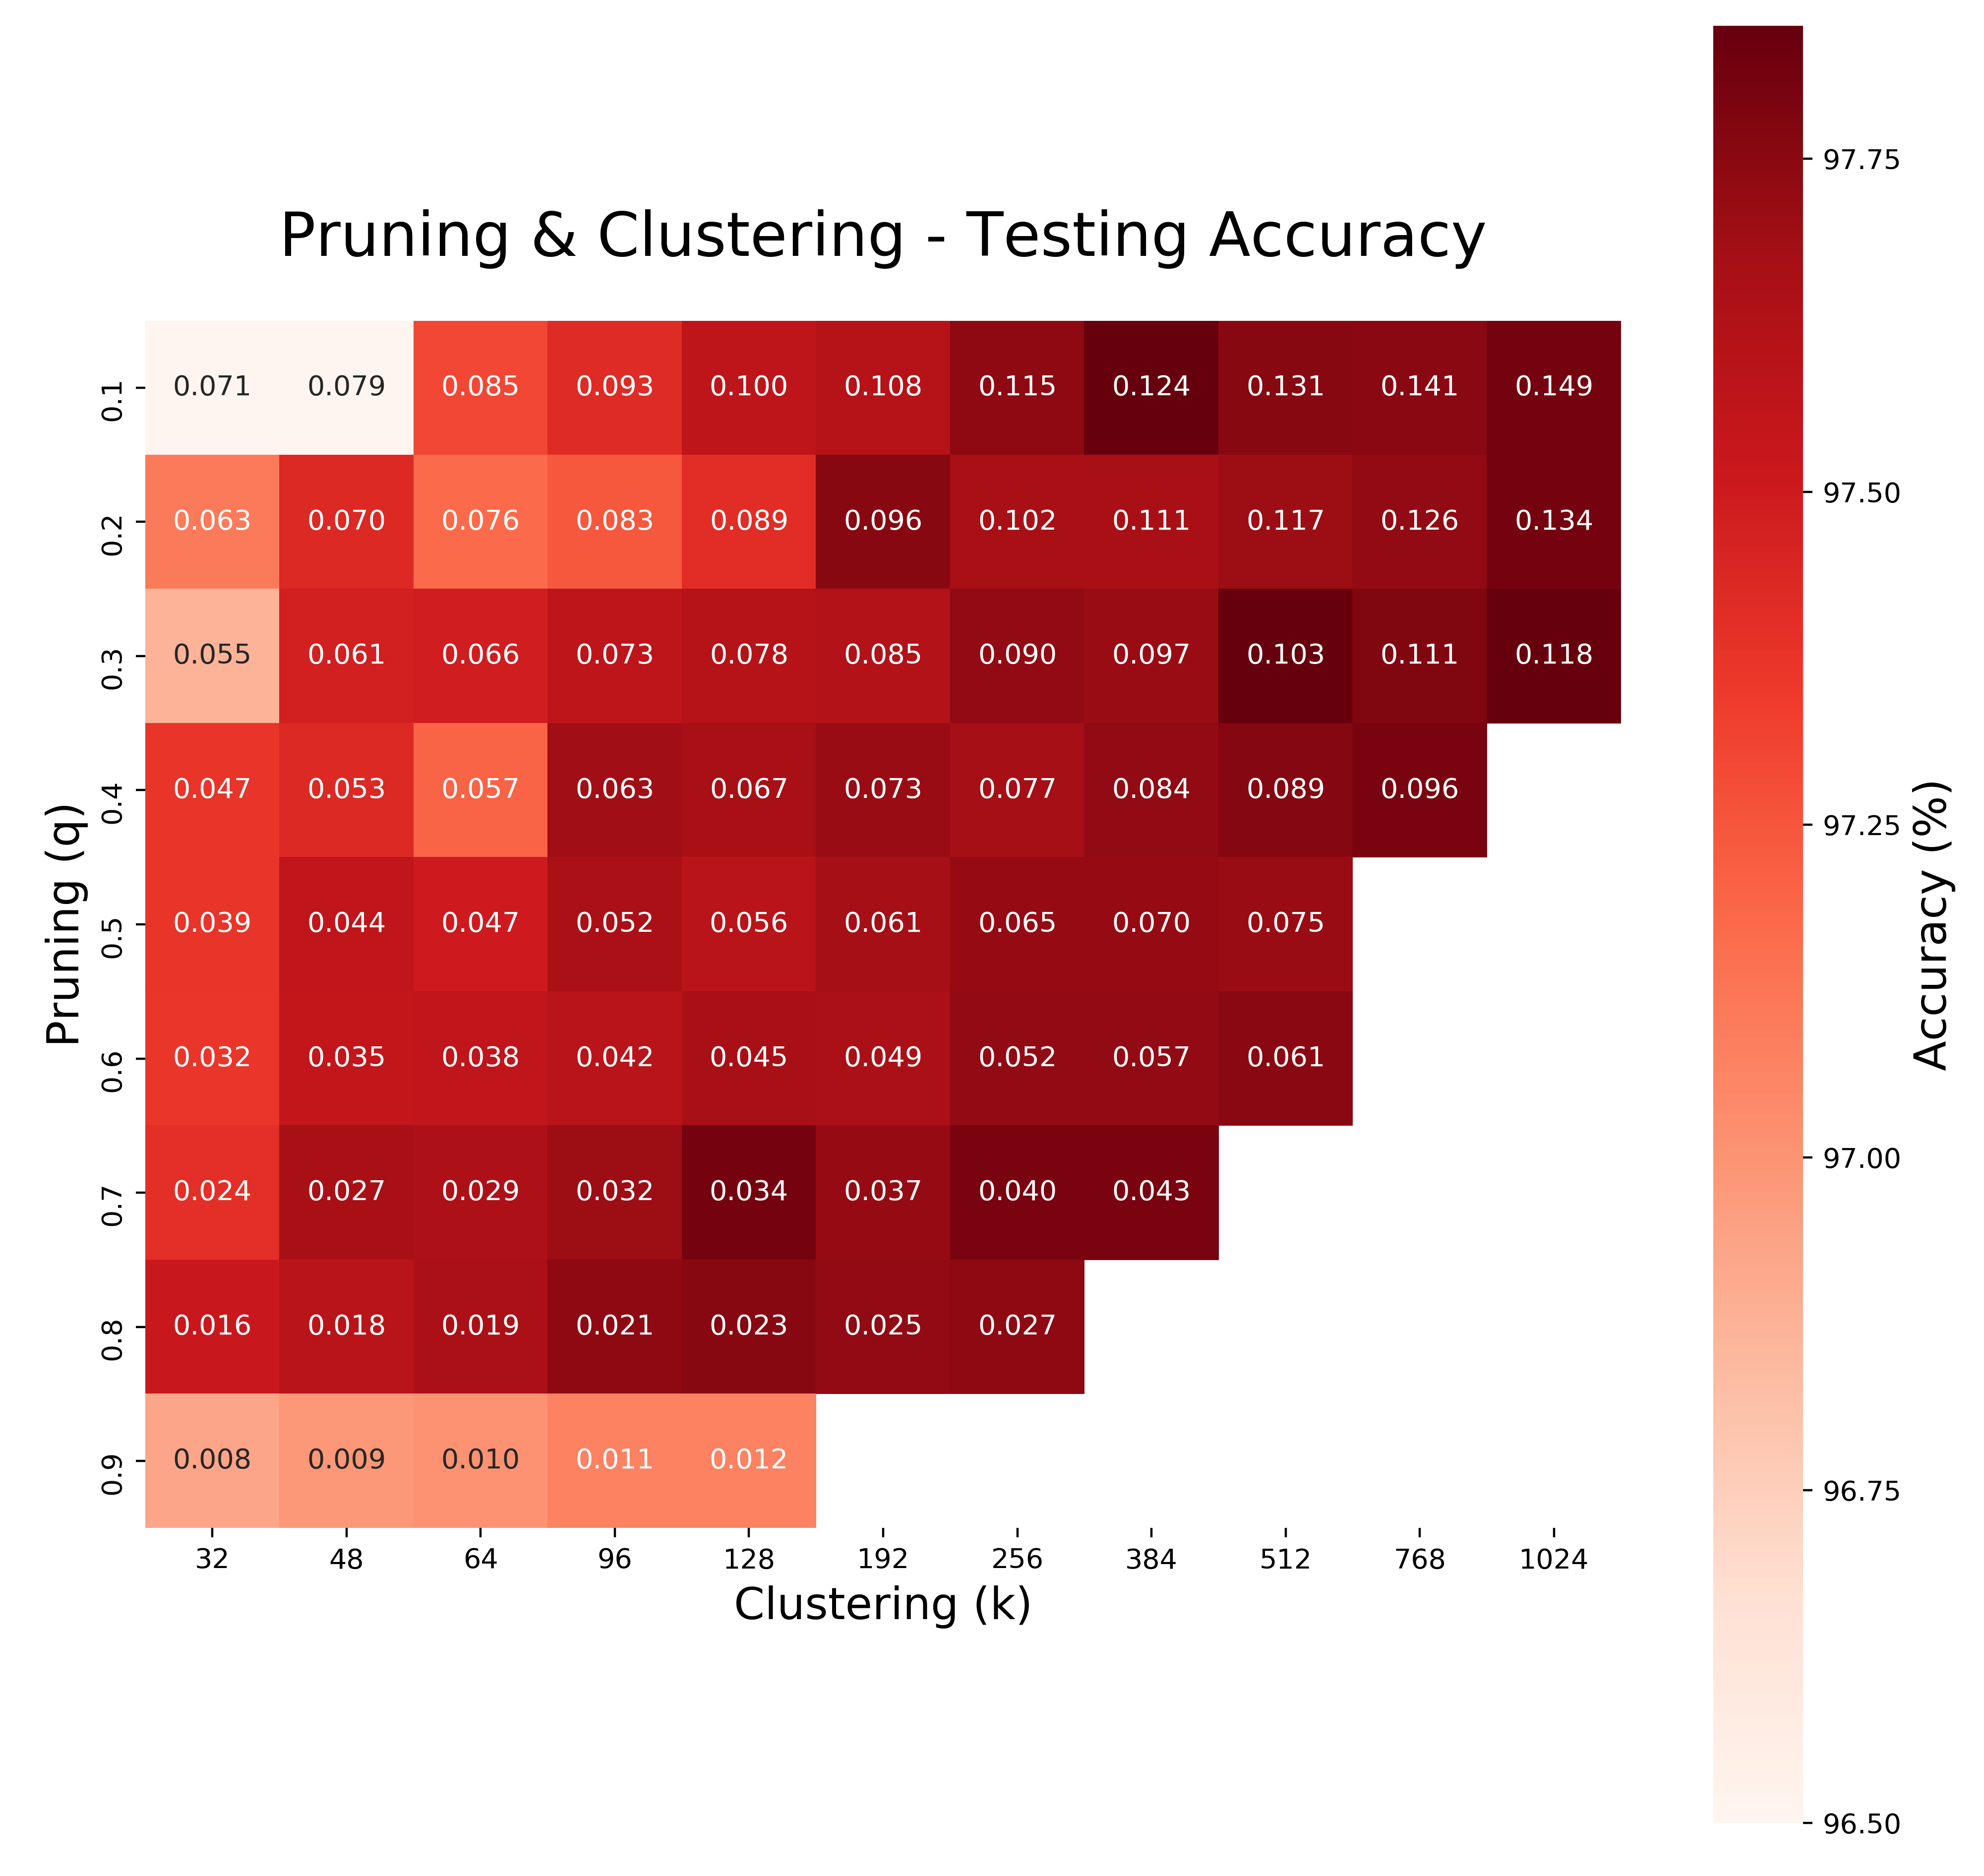 Pruning & Clustering - Testing Accuracy
0.1 0.071 0.079 0.085 0.093 0.100 0.108 0.115 0.124 0.131 0.141 0.149
0.2 0.063 0.070 0.076 0.083 0.089 0.096 0.102 0.111 0.117 0.126 0.134
0.3 0.055 0.061 0.066 0.073 0.078 0.085 0.090 0.097 0.103 0.111 0.118
0.4 0.047 0.053 0.057 0.063 0.067 0.073 0.077 0.084 0.089 0.096
0.5 0.039 0.044 0.047 0.052 0.056 0.061 0.065 0.070 0.075
0.6 0.032 0.035 0.038 0.042 0.045 0.049 0.052 0.057 0.061
0.7 0.024 0.027 0.029 0.032 0.034 0.037 0.040 0.043
0.8 0.016 0.018 0.019 0.021 0.023 0.025 0.027
0.9 0.008 0.009 0.010 0.011 0.012
32 48 64 96 128 192 256 384 512 768 1024
Clustering (k)
Pruning (q)
97.75
97.50
97.25
97.00
96.75
96.50
Accuracy (%)